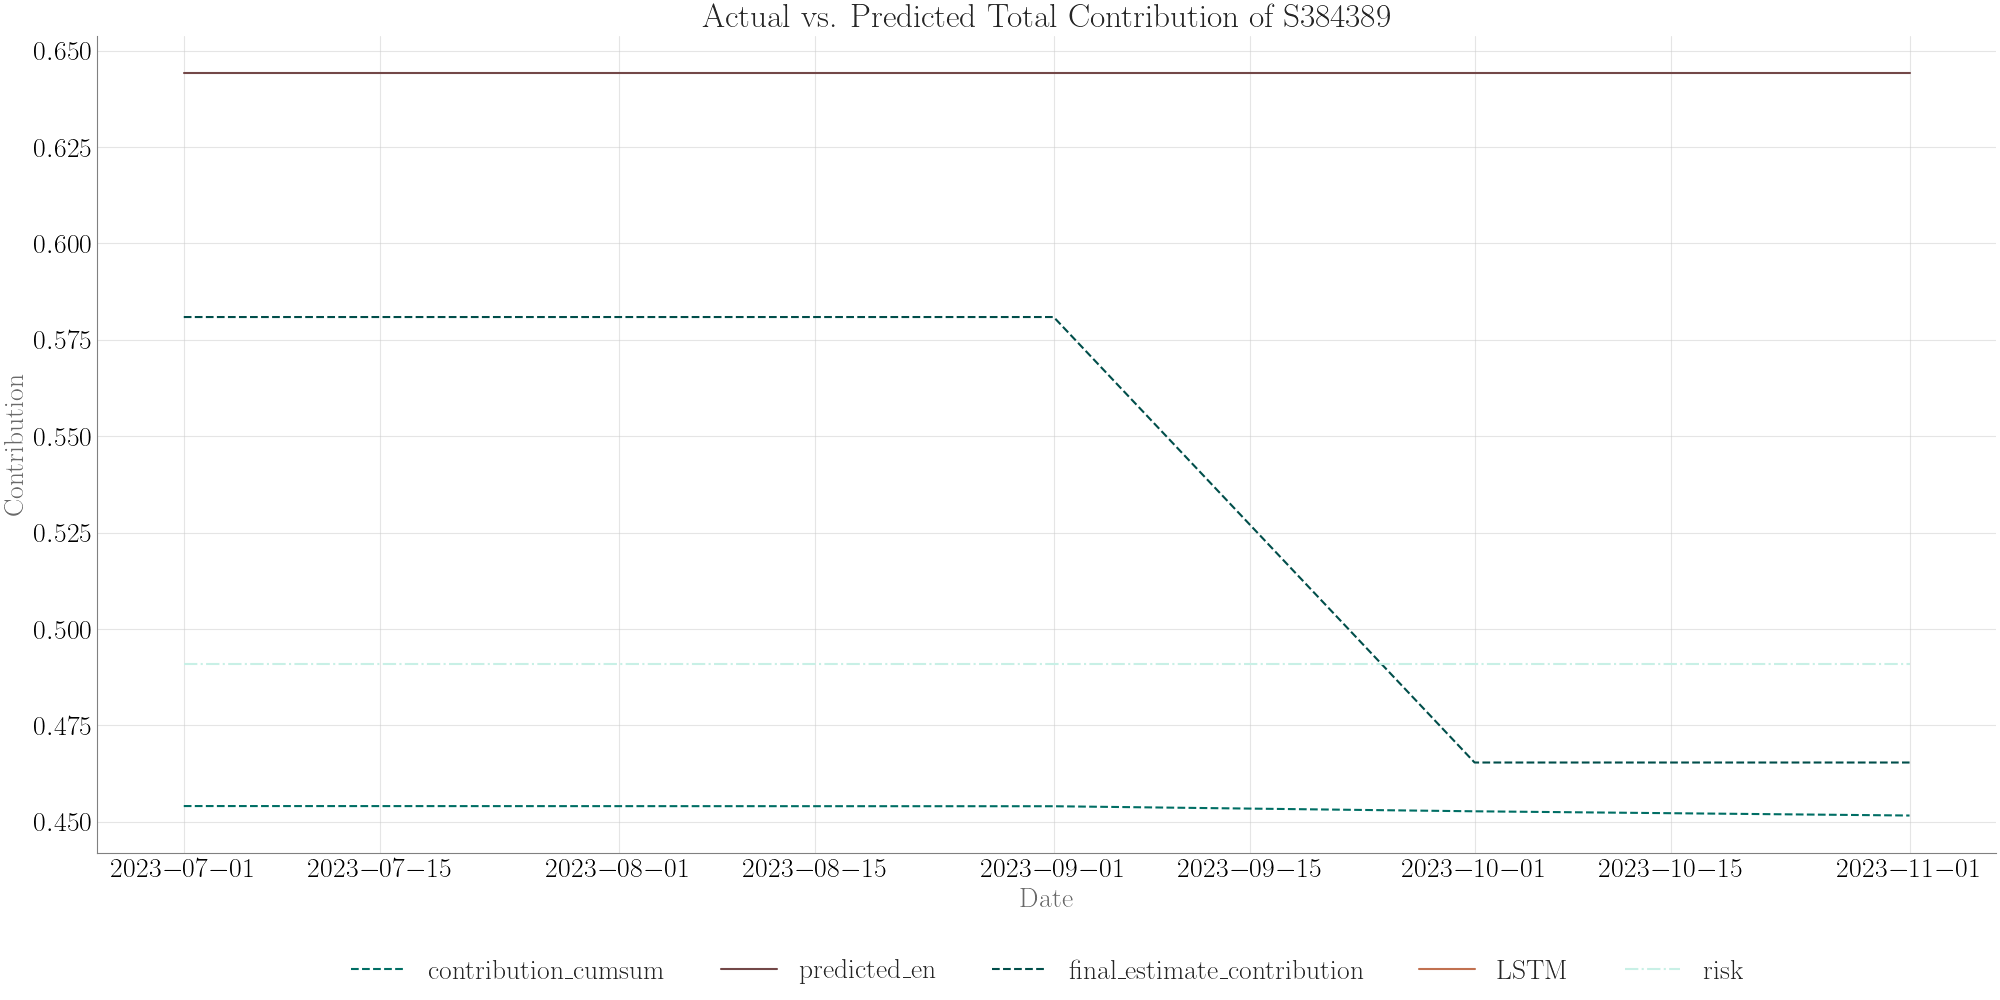 Actual vs. Predicted Total Contribution of S384389
0.650
0.625
0.600
0.575
0.550
0.525
0.500
0.475
0.450
Contribution
2023−07−01 2023−07−15 2023−08−01 2023−08−15 2023−09−01 2023−09−15 2023−10−01 2023−10−15 2023−11−01
Date
contribution_cumsum predicted_en final_estimate_contribution LSTM risk